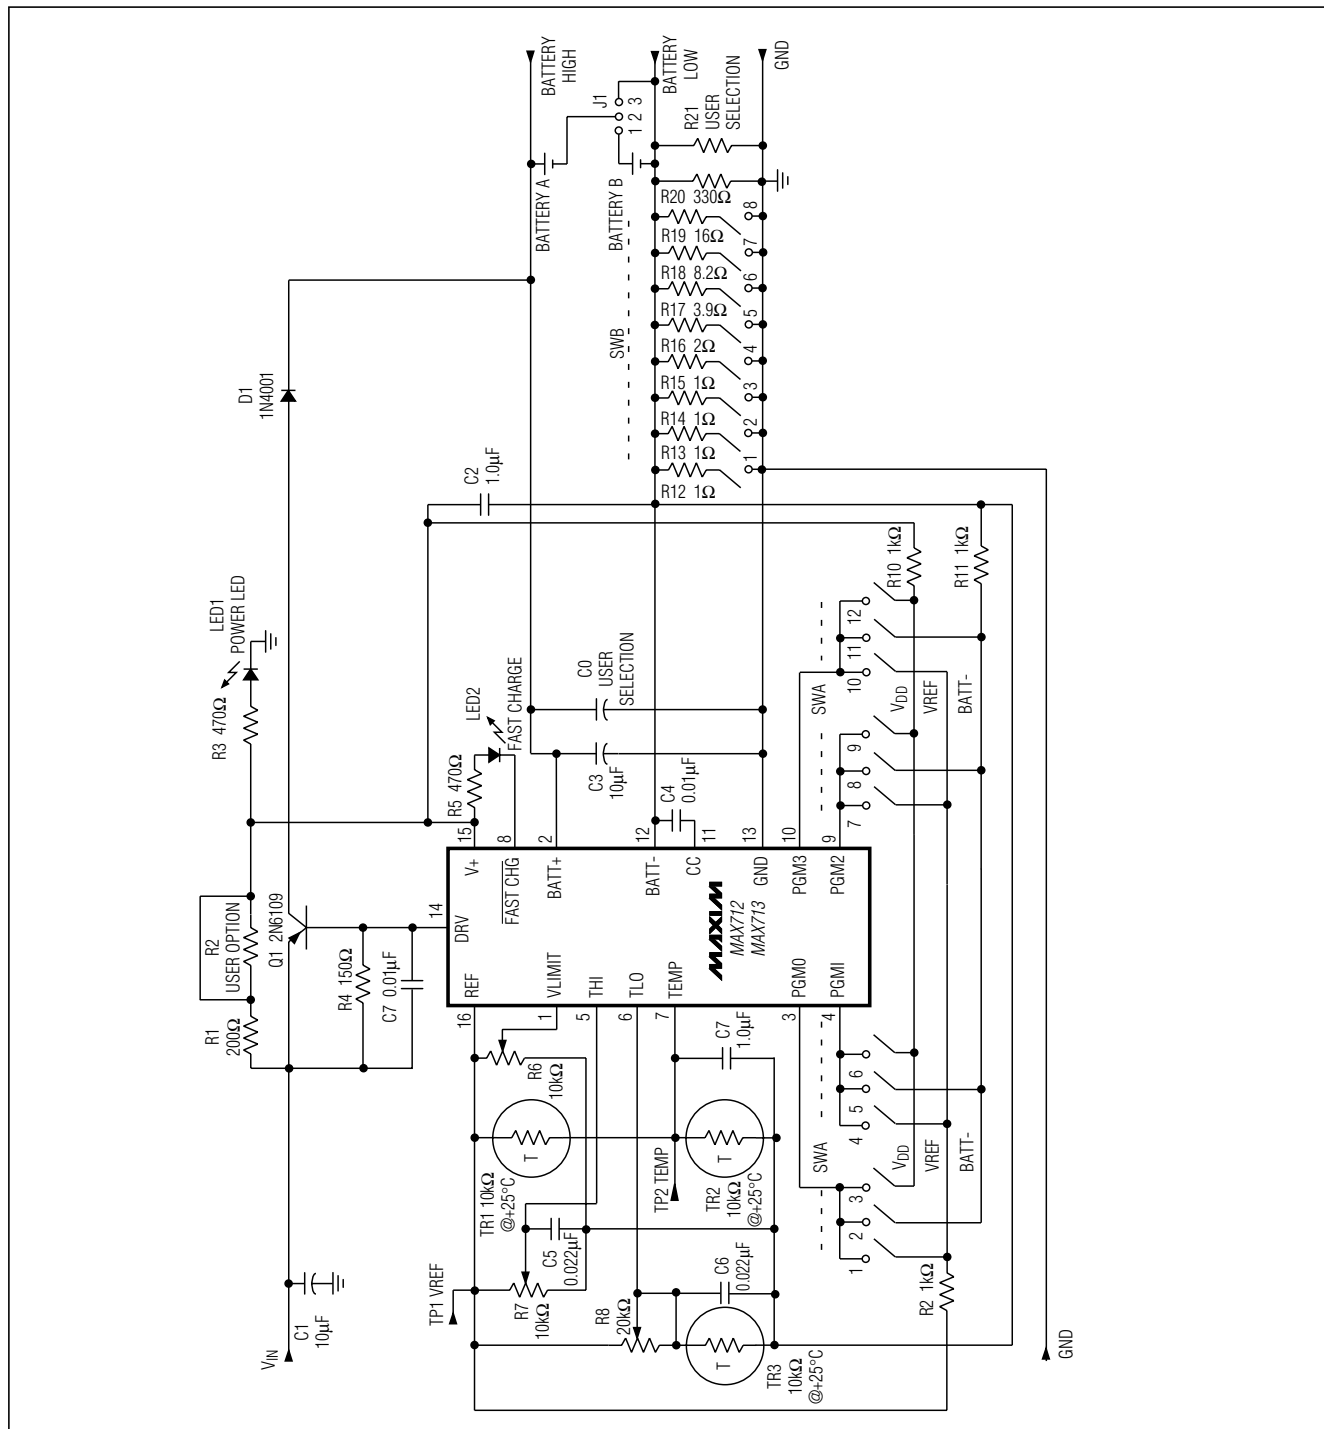 VIN
C1
10µF
R1
200Ω
R2
USER OPTION
Q1 2N6109
R4 150Ω
C7 0.01µF
R3 470Ω
LED1
POWER LED
D1
1N4001
C2
1.0µF
R5 470Ω
LED2
FAST CHARGE
C0
USER
SELECTION
C3
10µF
C4
0.01µF
BATTERY
HIGH
BATTERY
LOW
GND
J1
1 2 3
BATTERY A
BATTERY B
R21
USER
SELECTION
R20 330Ω
R19 16Ω
R18 8.2Ω
R17 3.9Ω
R16 2Ω
R15 1Ω
R14 1Ω
R13 1Ω
R12 1Ω
SWB
8
7
6
5
4
3
2
1
14
DRV
15
V+
8
FAST CHG
2
BATT+
12
BATT-
11
CC
13
GND
10
PGM3
9
PGM2
16
REF
1
VLIMIT
5
THI
6
TLO
7
TEMP
3
PGM0
4
PGMI
MAXIM
MAX712
MAX713
R6
10kΩ
TR1 10kΩ
@+25°C
T
TP1 VREF
R7
10kΩ
C5
0.022µF
R8
20kΩ
TP2 TEMP
C7
1.0µF
TR2
10kΩ
@+25°C
T
C6
0.022µF
TR3
10kΩ
@+25°C
T
SWA
1
2
3
4
5
6
VDD
VREF
BATT-
R2 1kΩ
SWA
7
8
9
10
11
12
VDD
VREF
BATT-
R10 1kΩ
R11 1kΩ
GND